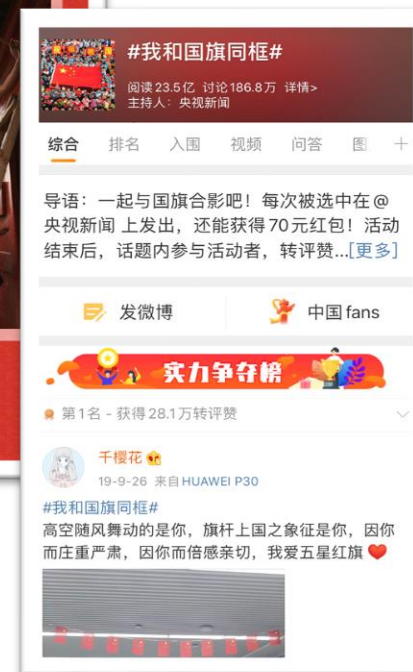 #我和国旗同框#
阅读23.5亿 讨论186.8万 详情>
主持人：央视新闻
综合 排名 入围 视频 问答 图 +
导语：一起与国旗合影吧！每次被选中在@
央视新闻 上发出，还能获得70元红包！活动
结束后，话题内参与活动者，转评赞...[更多]
发微博 中国fans
实力争夺榜
第1名 - 获得28.1万转评赞
千樱花
19-9-26 来自 HUAWEI P30
#我和国旗同框#
高空随风舞动的是你，旗杆上国之象征是你，因你
而庄重严肃，因你而倍感亲切，我爱五星红旗